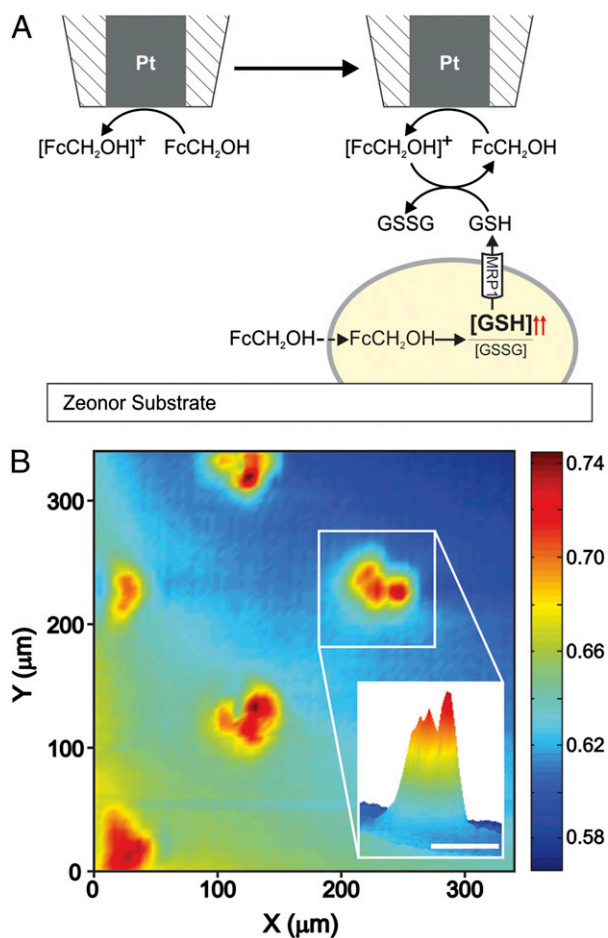 A
Pt
Pt
[FcCH₂OH]⁺ FcCH₂OH
[FcCH₂OH]⁺ FcCH₂OH
GSSG GSH
MRP1
FcCH₂OH FcCH₂OH [GSH]
[GSSG]
Zeonor Substrate
B
Y (μm)
300
200
100
0
0 100 200 300
X (μm)
0.74
0.70
0.66
0.62
0.58